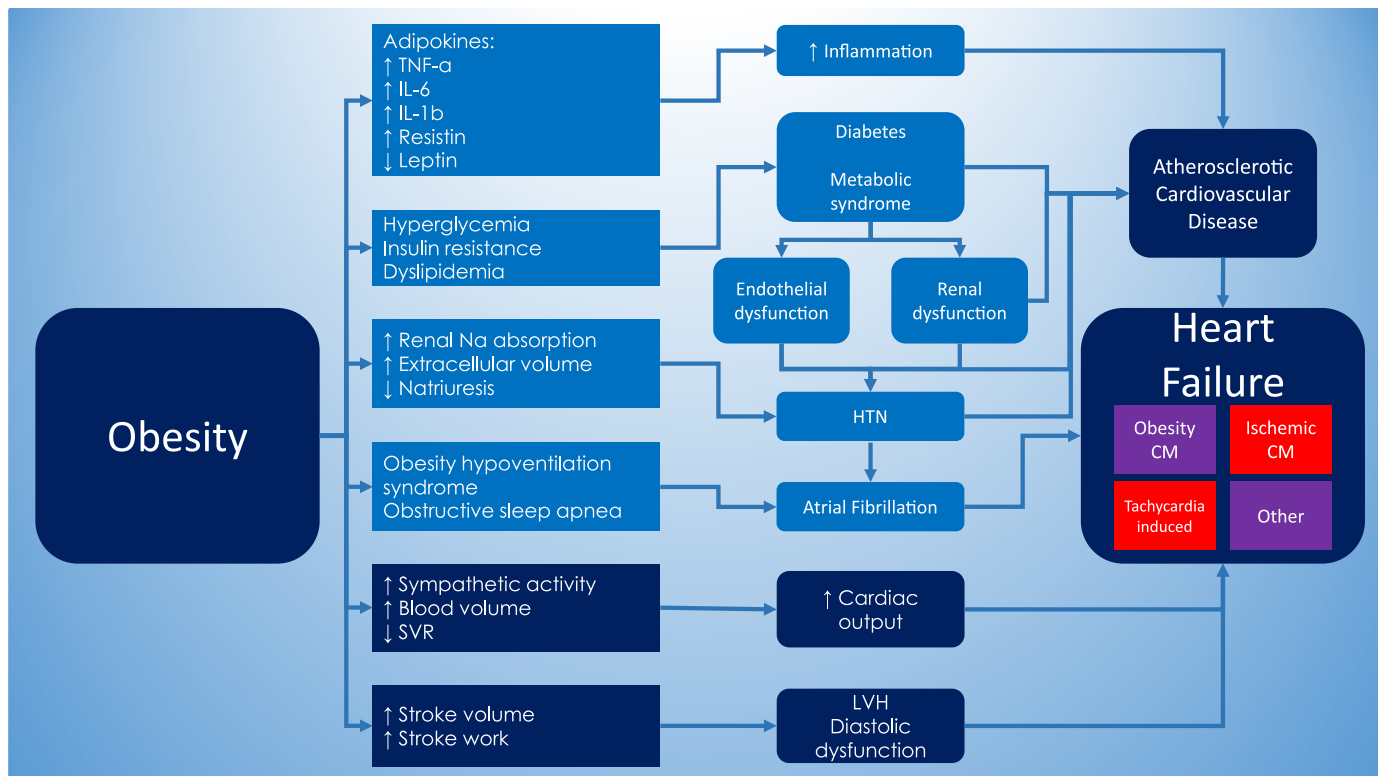 Adipokines:
↑ TNF-a
↑ IL-6
↑ IL-1b
↑ Resistin
↓ Leptin
↑ Inflammation
Diabetes
Metabolic
syndrome
Atherosclerotic
Cardiovascular
Disease
Hyperglycemia
Insulin resistance
Dyslipidemia
Endothelial
dysfunction
Renal
dysfunction
Obesity
↑ Renal Na absorption
↑ Extracellular volume
↓ Natriuresis
HTN
Heart
Failure
Obesity
CM
Ischemic
CM
Tachycardia
induced
Other
Obesity hypoventilation
syndrome
Obstructive sleep apnea
Atrial Fibrillation
↑ Sympathetic activity
↑ Blood volume
↓ SVR
↑ Cardiac
output
↑ Stroke volume
↑ Stroke work
LVH
Diastolic
dysfunction